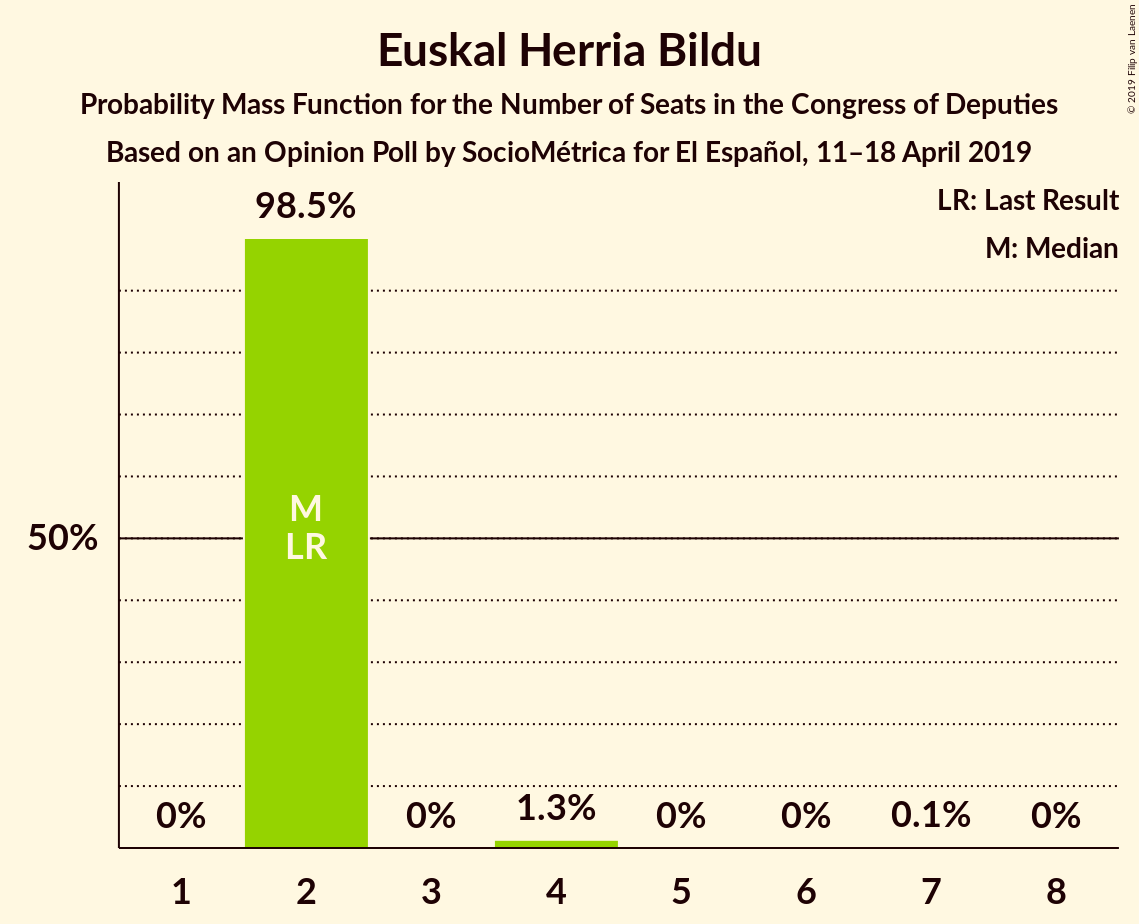 Euskal Herria Bildu
Probability Mass Function for the Number of Seats in the Congress of Deputies
Based on an Opinion Poll by SocioMétrica for El Español, 11–18 April 2019
© 2019 Filip van Laenen
LR: Last Result
M: Median
98.5%
M
LR
50%
0%
0%
1.3%
0%
0%
0.1%
0%
1 2 3 4 5 6 7 8